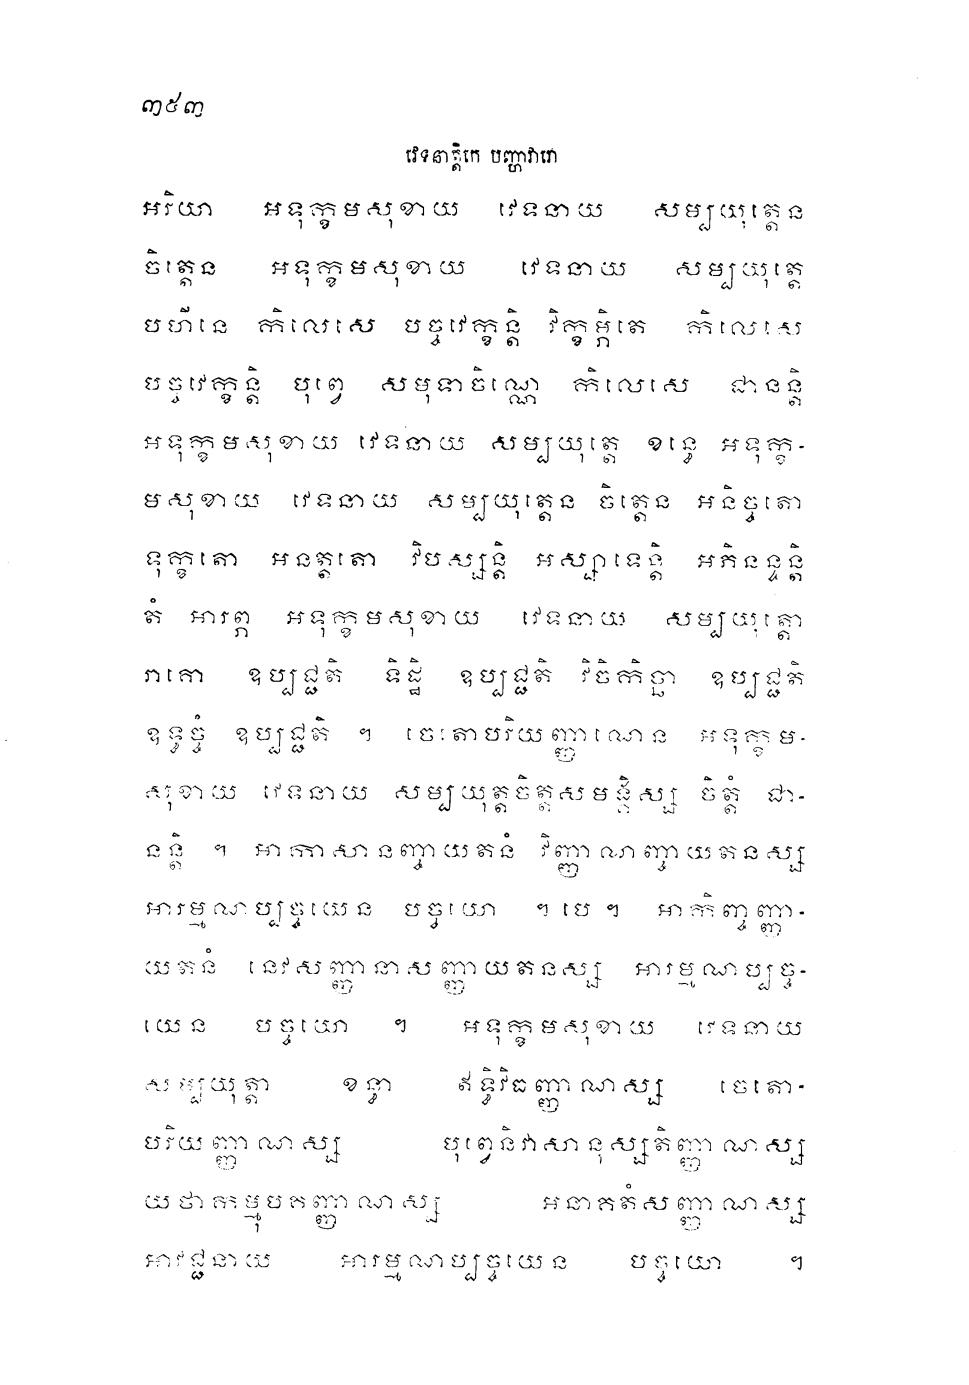 ៣៥៣
វេទនាត្តិកេ បញ្ហាវារោ
អរិយា អទុក្ខមសុខាយ វេទនាយ សម្បយុត្តេន
ចិត្តេន អទុក្ខមសុខាយ វេទនាយ សម្បយុត្តេ
បហីនេ កិលេសេ បច្ចវេក្ខន្តិ វិក្ខម្ភិតេ កិលេសេ
បច្ចវេក្ខន្តិ បុព្វេ សមុទាចិណ្ណេ កិលេសេ ជានន្តិ
អទុក្ខមសុខាយ វេទនាយ សម្បយុត្តេ ខន្ធេ អទុក្ខ-
មសុខាយ វេទនាយ សម្បយុត្តេន ចិត្តេន អនិច្ចតោ
ទុក្ខតោ អនត្តតោ វិបស្សន្តិ អស្សាទេន្តិ អភិនន្ទន្តិ
តំ អារព្ភ អទុក្ខមសុខាយ វេទនាយ សម្បយុត្តោ
រាគោ ឧប្បជ្ជតិ ទិដ្ឋិ ឧប្បជ្ជតិ វិចិកិច្ឆា ឧប្បជ្ជតិ
ឧទ្ធច្ចំ ឧប្បជ្ជតិ ។ ចេតោបរិយញ្ញាណេន អទុក្ខម-
សុខាយ វេទនាយ សម្បយុត្តចិត្តសមង្គិស្ស ចិត្តំ ជា-
នន្តិ ។ អាកាសានញ្ចាយតនំ វិញ្ញាណញ្ចាយតនស្ស
អារម្មណប្បច្ចយេន បច្ចយោ ។ បេ ។ អាកិញ្ចញ្ញា-
យតនំ នេវសញ្ញានាសញ្ញាយតនស្ស អារម្មណប្បច្ច-
យេន បច្ចយោ ។ អទុក្ខមសុខាយ វេទនាយ
សម្បយុត្តា ខន្ធា ឥទ្ធិវិធញ្ញាណស្ស ចេតោ-
បរិយញ្ញាណស្ស បុព្វេនិវាសានុស្សតិញ្ញាណស្ស
យថាកម្មុបគញ្ញាណស្ស អនាគតំសញ្ញាណស្ស
អាវជ្ជនាយ អារម្មណប្បច្ចយេន បច្ចយោ ។